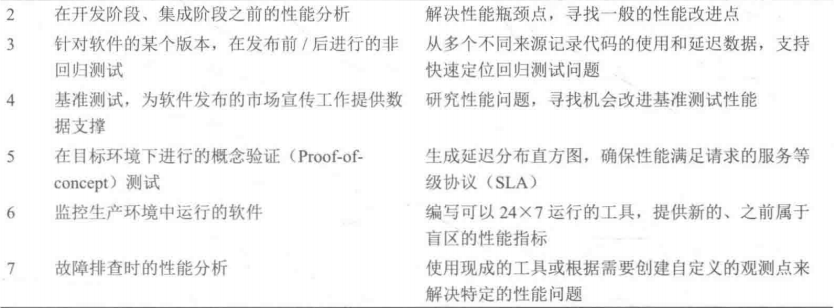 2 在开发阶段、集成阶段之前的性能分析 解决性能瓶颈点，寻找一般的性能改进点
3 针对软件的某个版本，在发布前 / 后进行的非 从多个不同来源记录代码的使用和延迟数据，支持
回归测试 快速定位回归测试问题
4 基准测试，为软件发布的市场宣传工作提供数 研究性能问题，寻找机会改进基准测试性能
据支撑
5 在目标环境下进行的概念验证（Proof-of- 生成延迟分布直方图，确保性能满足请求的服务等
concept）测试 级协议（SLA）
6 监控生产环境中运行的软件 编写可以 24×7 运行的工具，提供新的、之前属于
盲区的性能指标
7 故障排查时的性能分析 使用现成的工具或根据需要创建自定义的观测点来
解决特定的性能问题